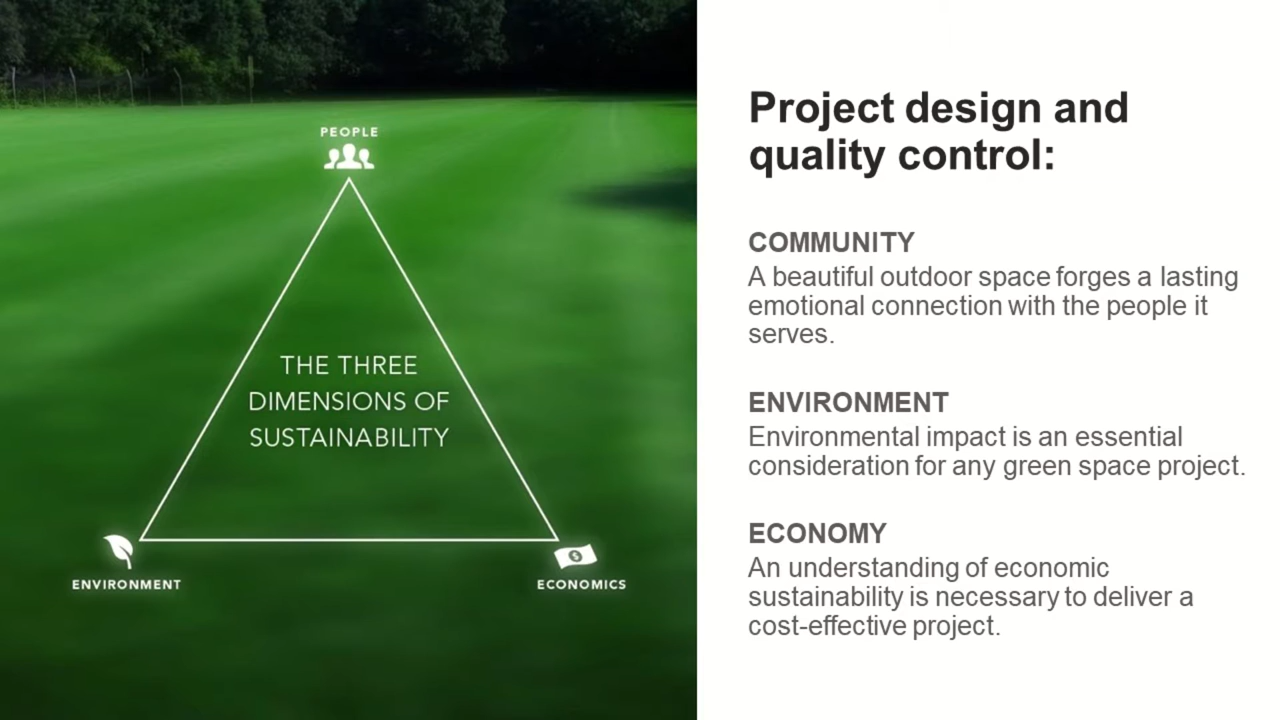 PEOPLE
THE THREE
DIMENSIONS OF
SUSTAINABILITY
ENVIRONMENT
ECONOMICS
Project design and
quality control:
COMMUNITY
A beautiful outdoor space forges a lasting
emotional connection with the people it
serves.
ENVIRONMENT
Environmental impact is an essential
consideration for any green space project.
ECONOMY
An understanding of economic
sustainability is necessary to deliver a
cost-effective project.